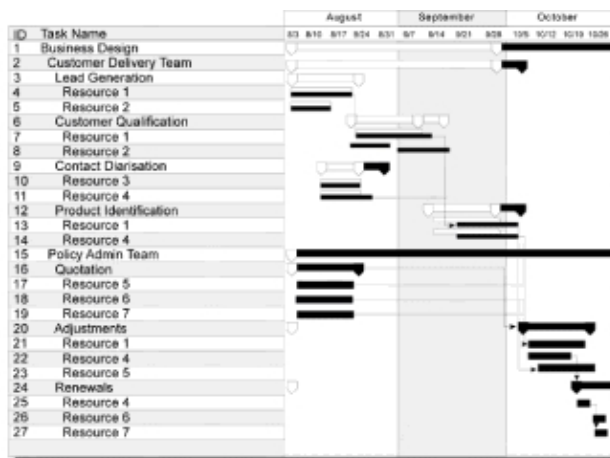 August September October
ID Task Name 8/3 8/10 8/17 8/24 8/31 9/7 9/14 9/21 9/28 10/5 10/12 10/19 10/26
1 Business Design
2 Customer Delivery Team
3 Lead Generation
4 Resource 1
5 Resource 2
6 Customer Qualification
7 Resource 1
8 Resource 2
9 Contact Diarisation
10 Resource 3
11 Resource 4
12 Product Identification
13 Resource 1
14 Resource 4
15 Policy Admin Team
16 Quotation
17 Resource 5
18 Resource 6
19 Resource 7
20 Adjustments
21 Resource 1
22 Resource 4
23 Resource 5
24 Renewals
25 Resource 4
26 Resource 6
27 Resource 7